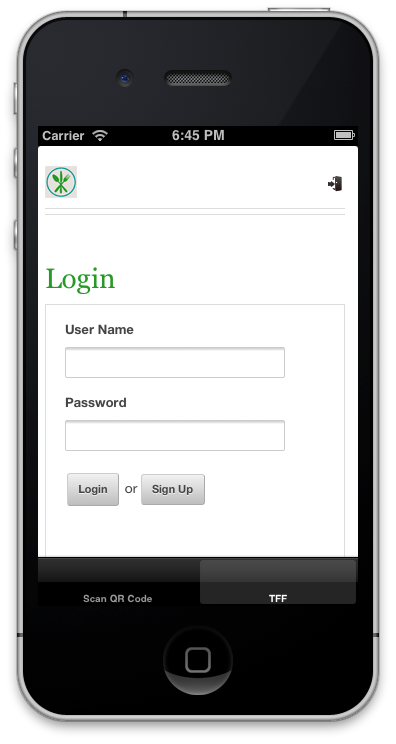 Carrier 6:45 PM
Login
User Name
Password
Login or Sign Up
Scan QR Code TFF